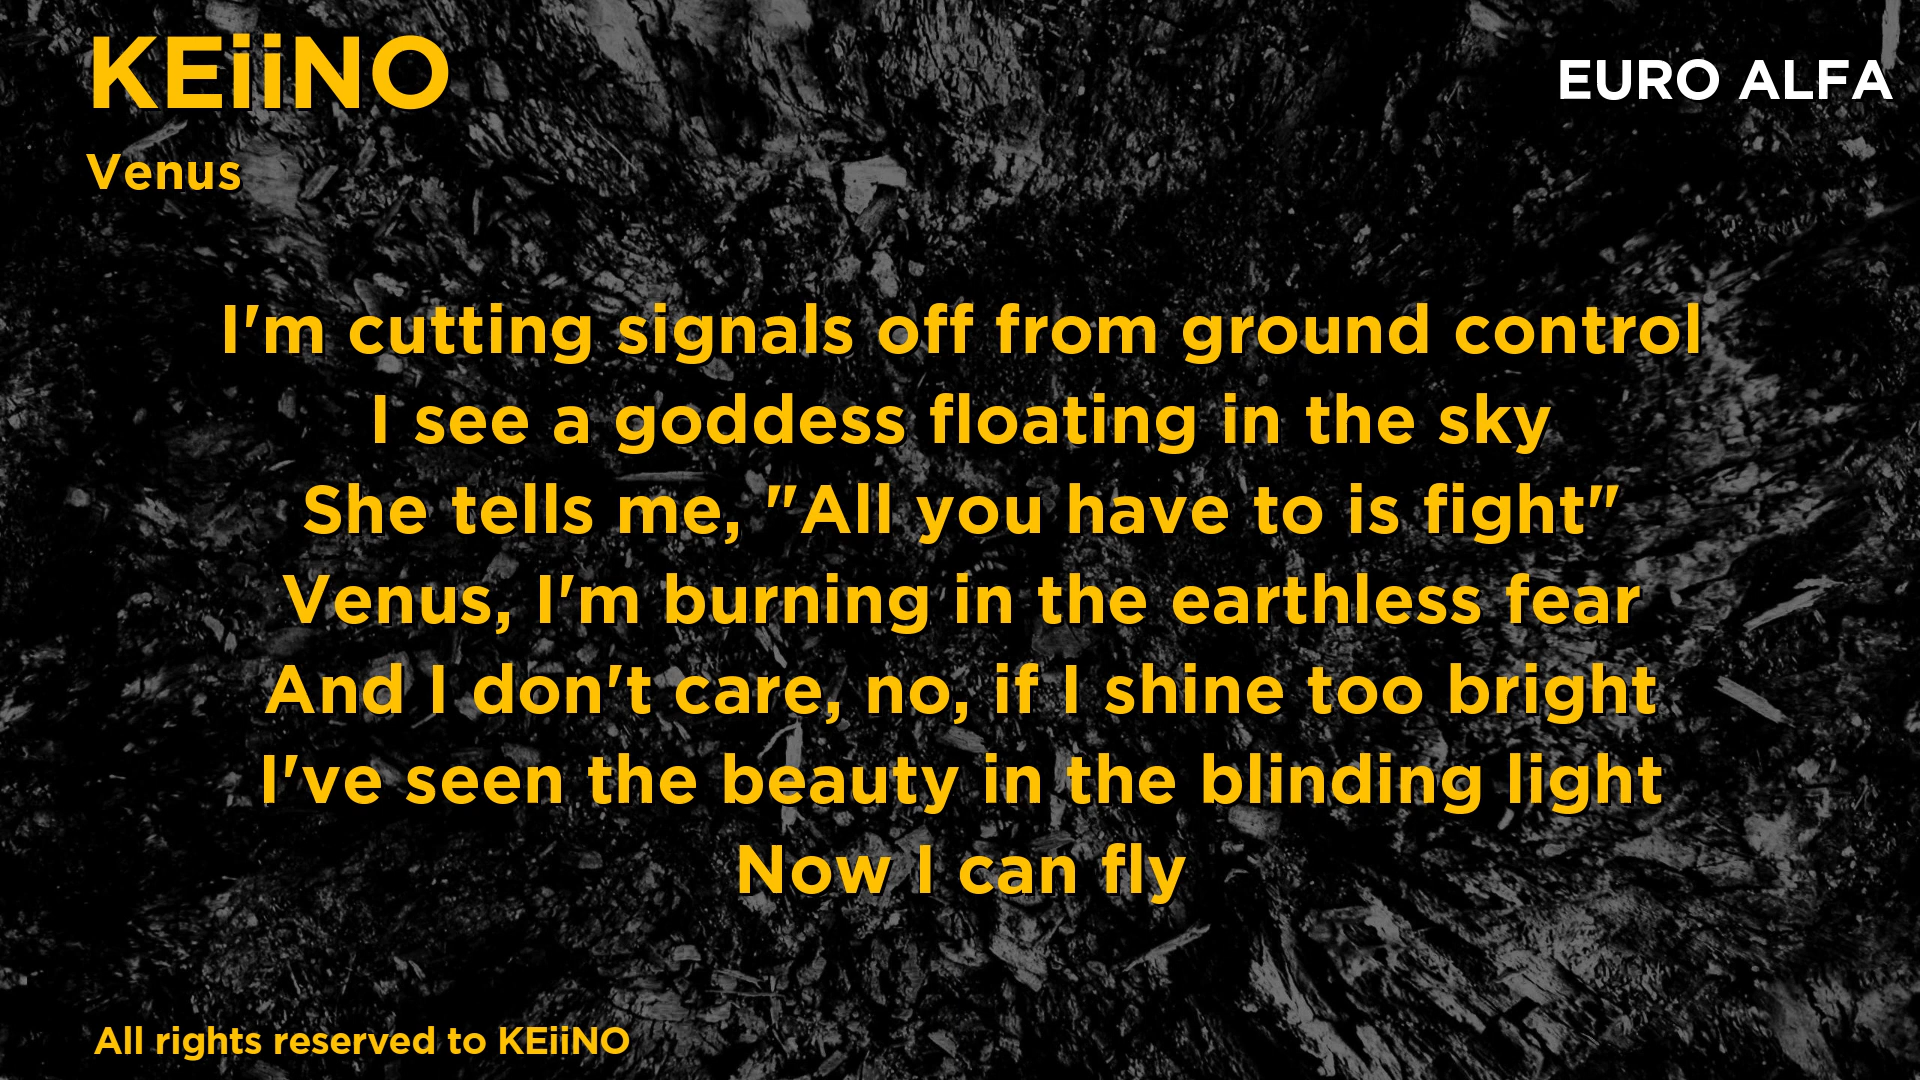 KEiiNO
EURO ALFA
Venus
I'm cutting signals off from ground control
I see a goddess floating in the sky
She tells me, "All you have to is fight"
Venus, I'm burning in the earthless fear
And I don't care, no, if I shine too bright
I've seen the beauty in the blinding light
Now I can fly
All rights reserved to KEiiNO